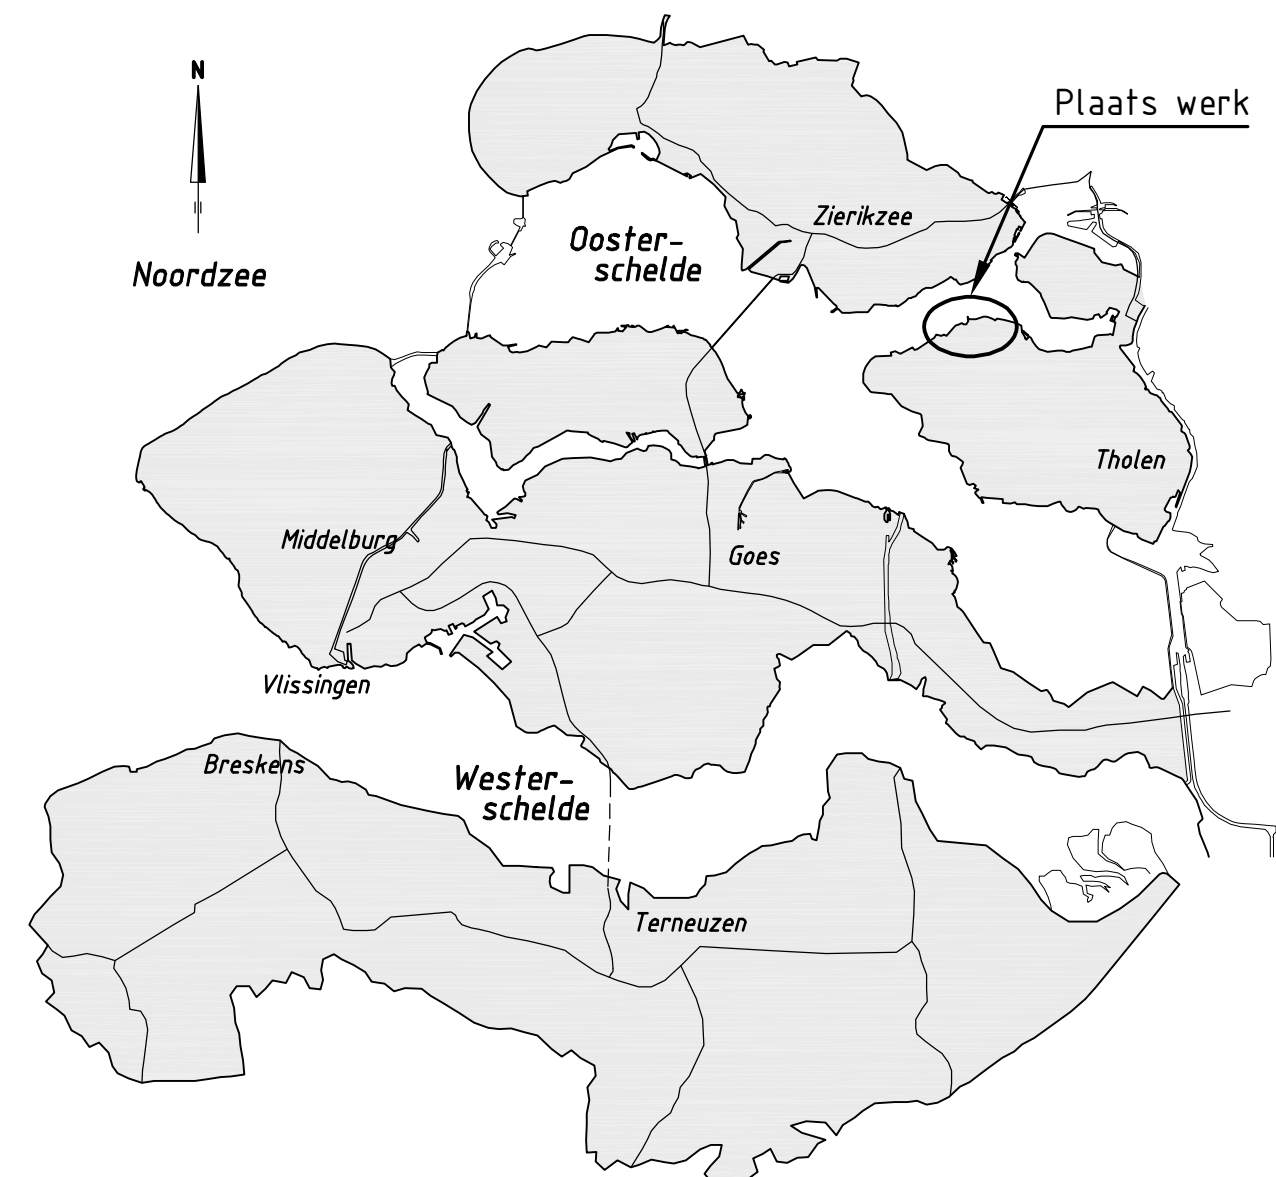 N
Plaats werk
Zierikzee
Ooster-
schelde
Noordzee
Tholen
Middelburg
Goes
Vlissingen
Breskens
Wester-
schelde
Terneuzen